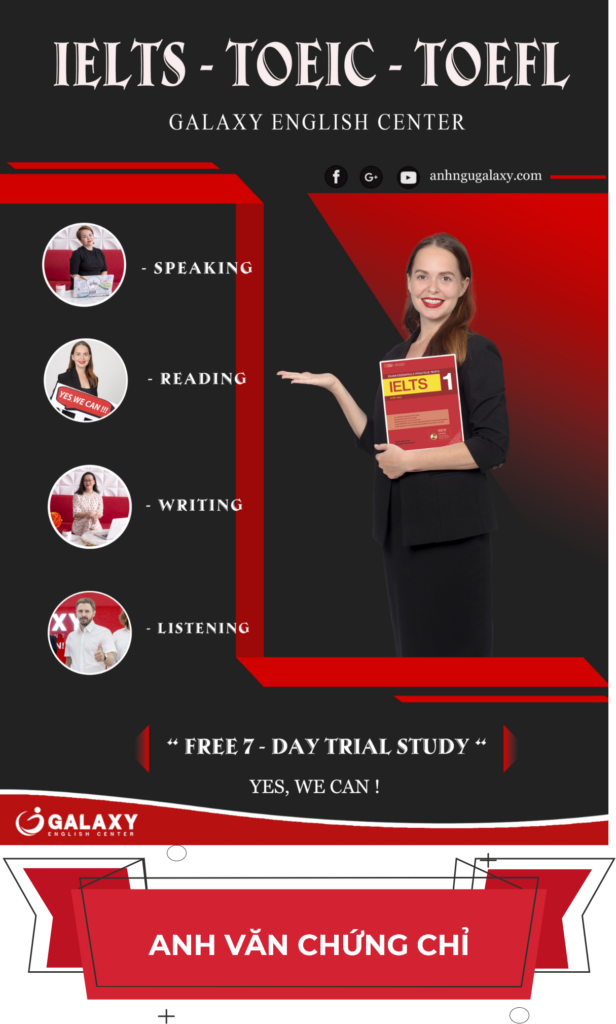 IELTS - TOEIC - TOEFL
GALAXY ENGLISH CENTER
anhngugalaxy.com
- SPEAKING
- READING
YES, WE CAN !!!
IELTS 1
- WRITING
- LISTENING
“ FREE 7 - DAY TRIAL STUDY “
YES, WE CAN !
GALAXY
ENGLISH CENTER
ANH VĂN CHỨNG CHỈ